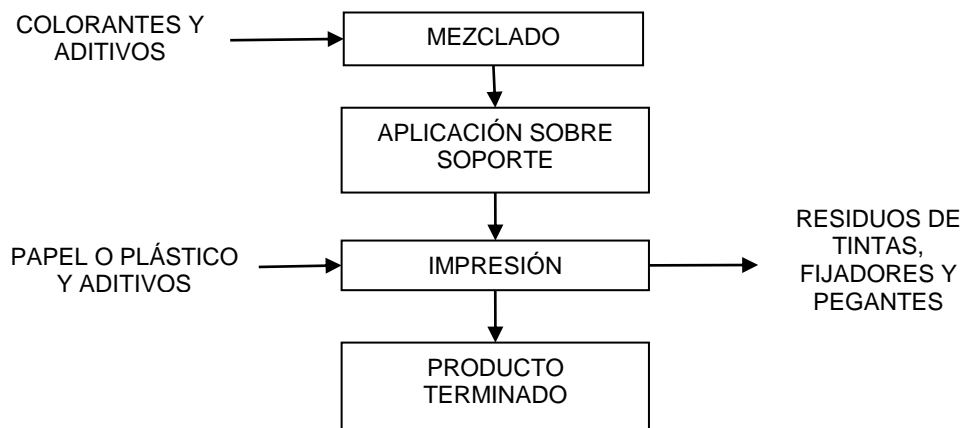 COLORANTES Y
ADITIVOS
MEZCLADO
APLICACIÓN SOBRE
SOPORTE
PAPEL O PLÁSTICO
Y ADITIVOS
IMPRESIÓN
RESIDUOS DE
TINTAS,
FIJADORES Y
PEGANTES
PRODUCTO
TERMINADO